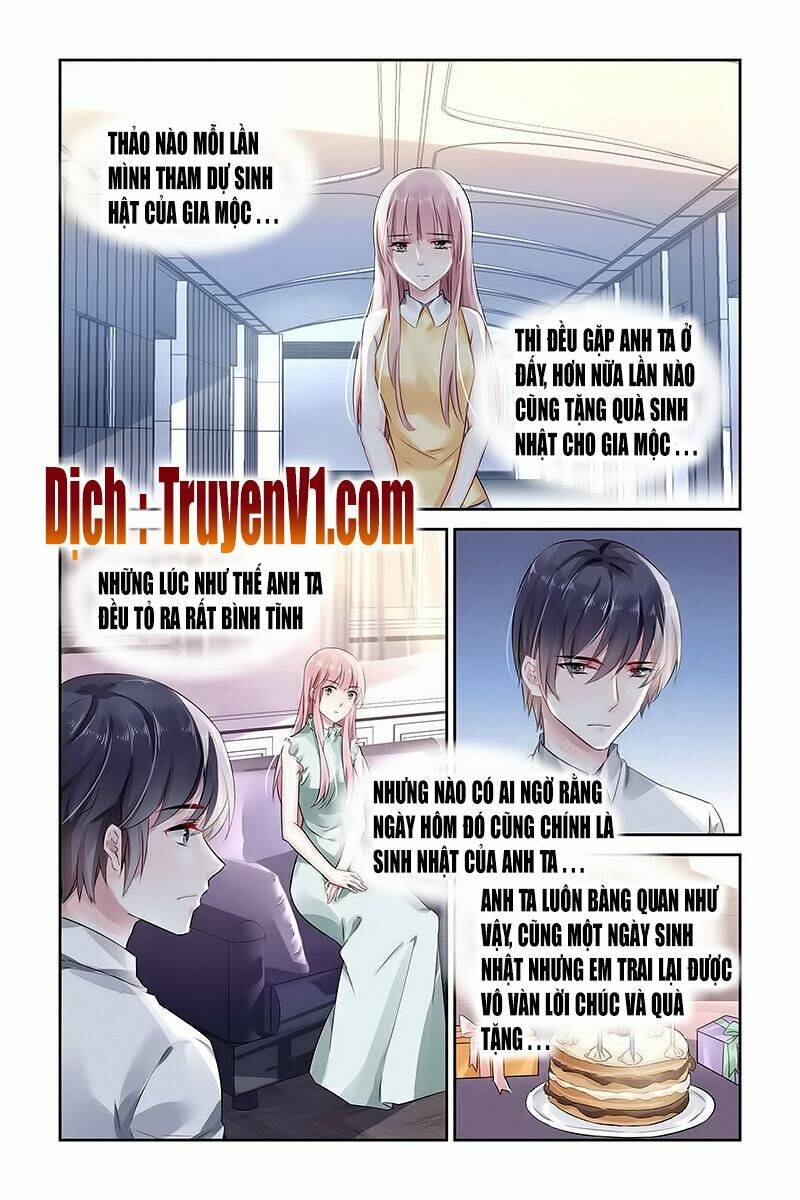 THẢO NÀO MỖI LẦN
MÌNH THAM DỰ SINH
HẬT CỦA GIA MỘC . . .
THÌ ĐỀU GẶP ANH TA Ở
ĐẤY, HƠN NỮA LẦN NÀO
CŨNG TẶNG QUÀ SINH
NHẬT CHO GIA MỘC . . .
Dịch : TruyenV1.com
NHỮNG LÚC NHƯ THẾ ANH TA
ĐỀU TỎ RA RẤT BÌNH TĨNH
NHƯNG NÀO CÓ AI NGỜ RẰNG
NGÀY HÔM ĐÓ CŨNG CHÍNH LÀ
SINH NHẬT CỦA ANH TA . . .
ANH TA LUÔN BÀNG QUAN NHƯ
VẬY, CŨNG MỘT NGÀY SINH
NHẬT NHƯNG EM TRAI LẠI ĐƯỢC
VÔ VÀN LỜI CHÚC VÀ QUÀ
TẶNG . . .